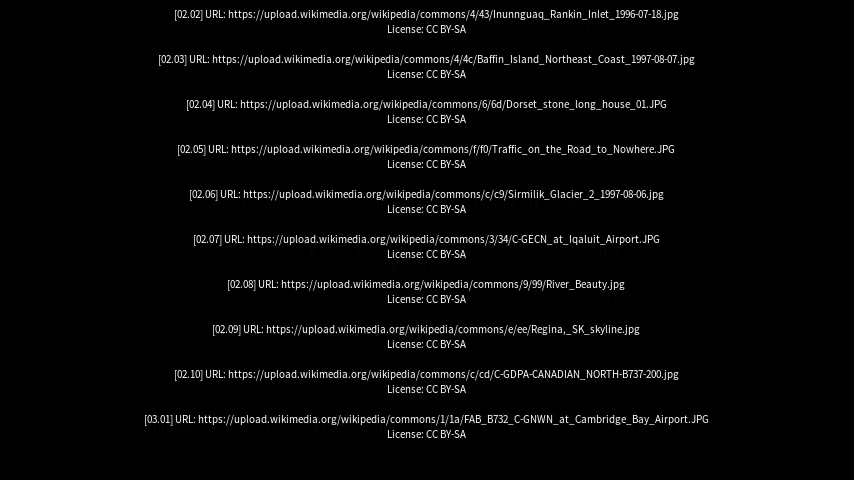 [02.02] URL: https://upload.wikimedia.org/wikipedia/commons/4/43/Inunnguaq_Rankin_Inlet_1996-07-18.jpg
License: CC BY-SA
[02.03] URL: https://upload.wikimedia.org/wikipedia/commons/4/4c/Baffin_Island_Northeast_Coast_1997-08-07.jpg
License: CC BY-SA
[02.04] URL: https://upload.wikimedia.org/wikipedia/commons/6/6d/Dorset_stone_long_house_01.JPG
License: CC BY-SA
[02.05] URL: https://upload.wikimedia.org/wikipedia/commons/f/f0/Traffic_on_the_Road_to_Nowhere.JPG
License: CC BY-SA
[02.06] URL: https://upload.wikimedia.org/wikipedia/commons/c/c9/Sirmilik_Glacier_2_1997-08-06.jpg
License: CC BY-SA
[02.07] URL: https://upload.wikimedia.org/wikipedia/commons/3/34/C-GECN_at_Iqaluit_Airport.JPG
License: CC BY-SA
[02.08] URL: https://upload.wikimedia.org/wikipedia/commons/9/99/River_Beauty.jpg
License: CC BY-SA
[02.09] URL: https://upload.wikimedia.org/wikipedia/commons/e/ee/Regina,_SK_skyline.jpg
License: CC BY-SA
[02.10] URL: https://upload.wikimedia.org/wikipedia/commons/c/cd/C-GDPA-CANADIAN_NORTH-B737-200.jpg
License: CC BY-SA
[03.01] URL: https://upload.wikimedia.org/wikipedia/commons/1/1a/FAB_B732_C-GNWN_at_Cambridge_Bay_Airport.JPG
License: CC BY-SA